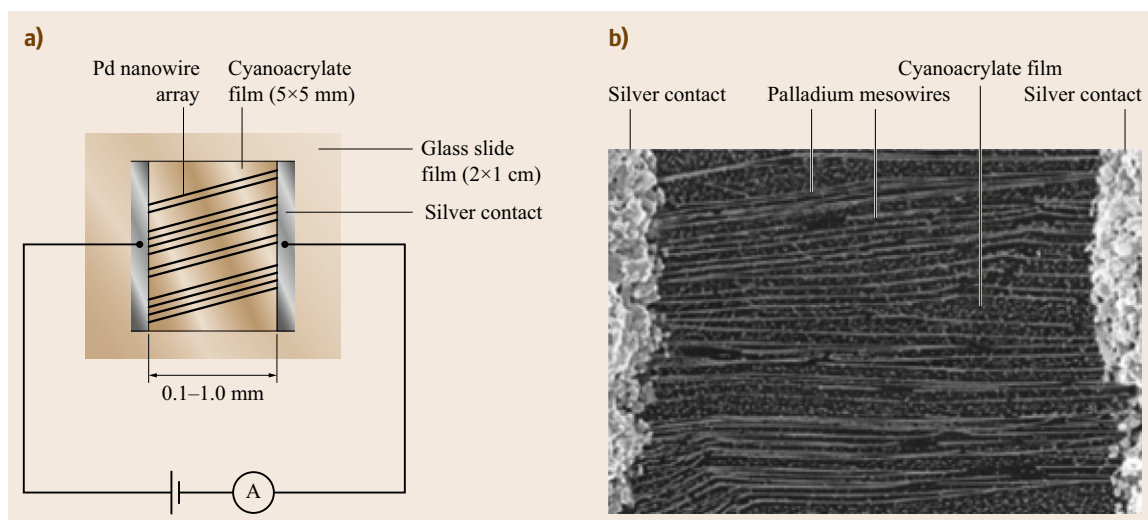 a)
Pd nanowire
array
Cyanoacrylate
film (5×5 mm)
Glass slide
film (2×1 cm)
Silver contact
0.1–1.0 mm
A
b)
Cyanoacrylate film
Silver contact
Palladium mesowires
Silver contact